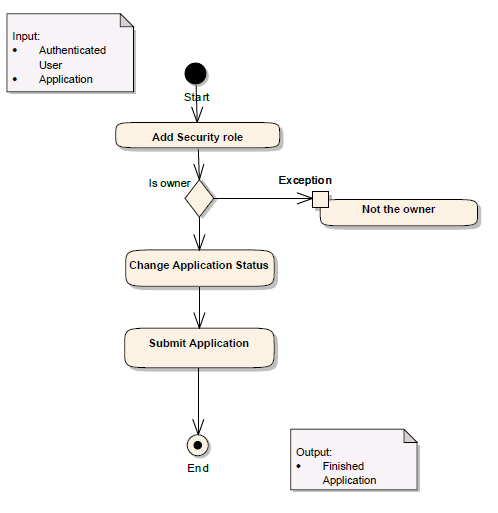 Input:
• Authenticated
User
• Application
Start
Add Security role
Is owner
Exception
Not the owner
Change Application Status
Submit Application
End
Output:
• Finished
Application